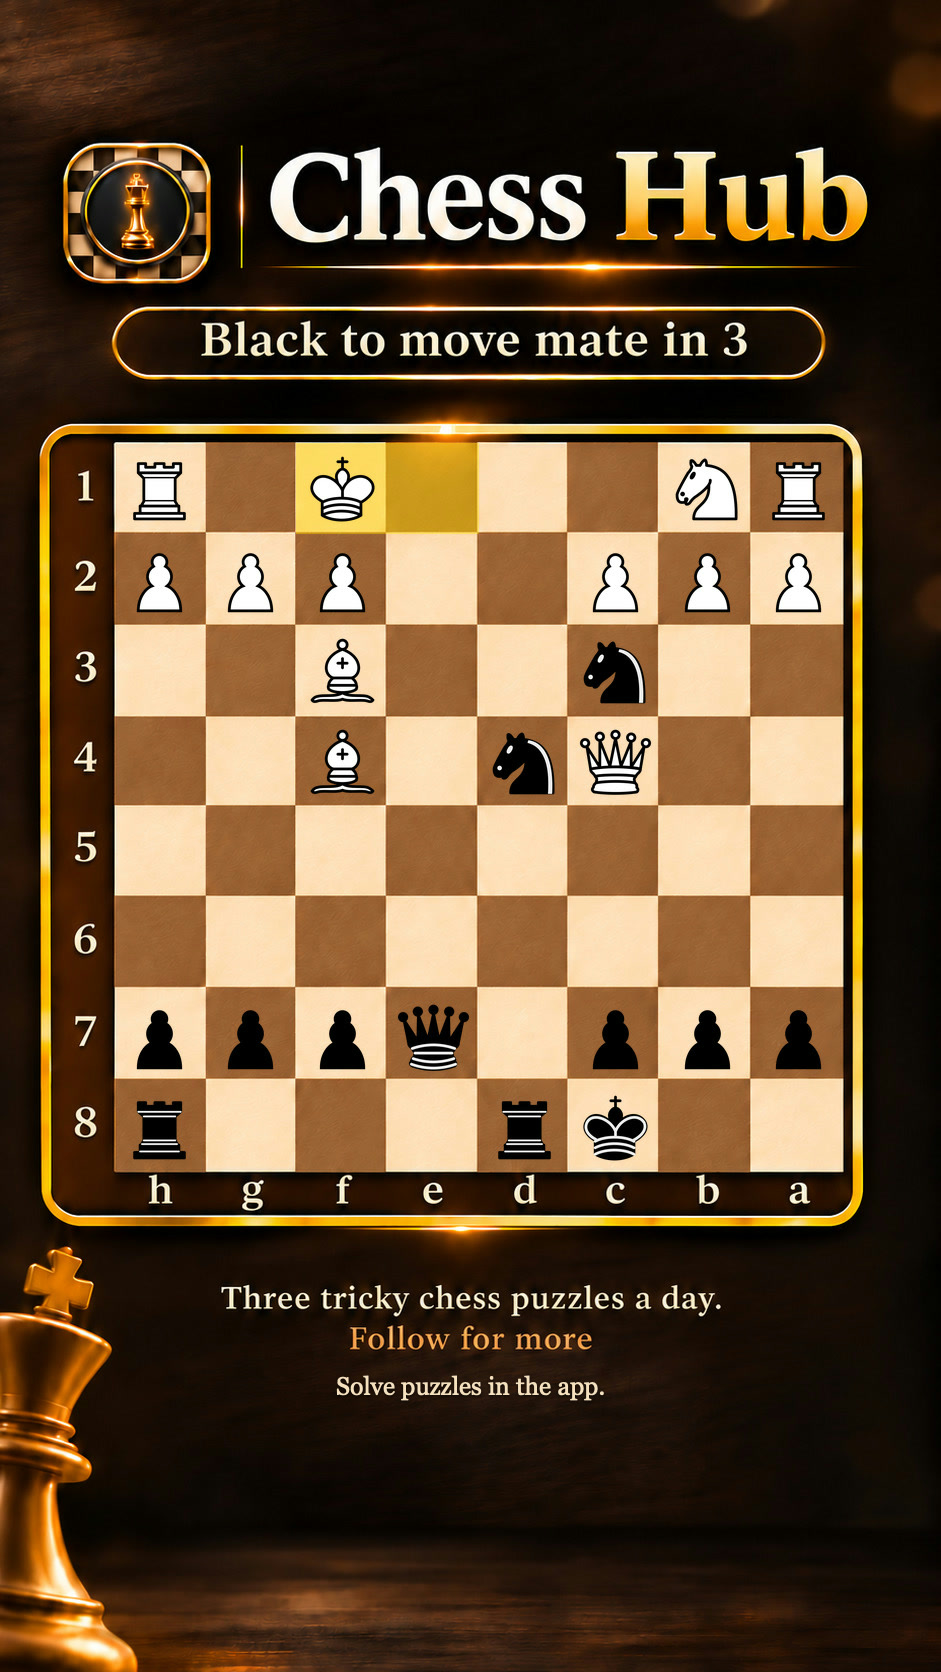 Chess Hub
Black to move mate in 3
1
2
3
4
5
6
7
8
h g f e d c b a
Three tricky chess puzzles a day.
Follow for more
Solve puzzles in the app.